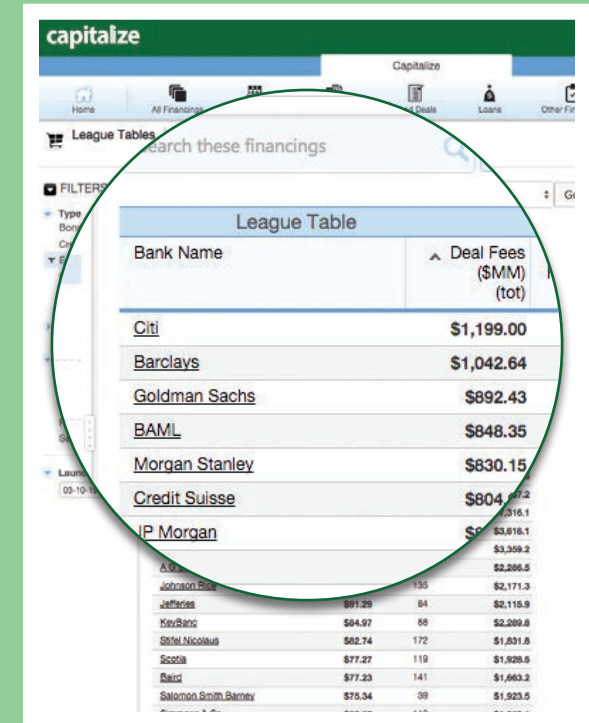 capitalize
Capitalize
Home
All Financings
Deals
Loans
League Tables
search these financings
FILTERS
Type
League Table
Bank Name Deal Fees
($MM)
(tot)
Citi $1,199.00
Barclays $1,042.64
Goldman Sachs $892.43
BAML $848.35
Morgan Stanley $830.15
Credit Suisse $804
JP Morgan
$3,616.1
$3,359.2
$2,286.5
Johnson Rice 135 $2,171.3
Jefferies $91.29 84 $2,115.9
KeyBanc $84.97 88 $2,289.8
Stifel Nicolaus $82.74 172 $1,831.8
Scotia $77.27 119 $1,928.5
Baird $77.23 141 $1,663.2
Salomon Smith Barney $75.34 39 $1,923.5